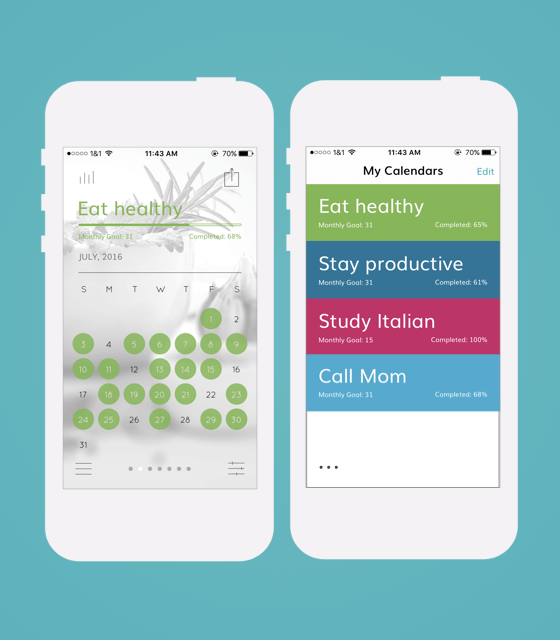 ●○○○○ 1&1 11:43 AM 70%
Eat healthy
Monthly Goal: 31 Completed: 68%
JULY, 2016
S M T W T F S
1 2
3 4 5 6 7 8 9
10 11 12 13 14 15 16
17 18 19 20 21 22 23
24 25 26 27 28 29 30
31
●○○○○ 1&1 11:43 AM 70%
My Calendars Edit
Eat healthy
Monthly Goal: 31 Completed: 65%
Stay productive
Monthly Goal: 31 Completed: 61%
Study Italian
Monthly Goal: 15 Completed: 100%
Call Mom
Monthly Goal: 31 Completed: 68%
...